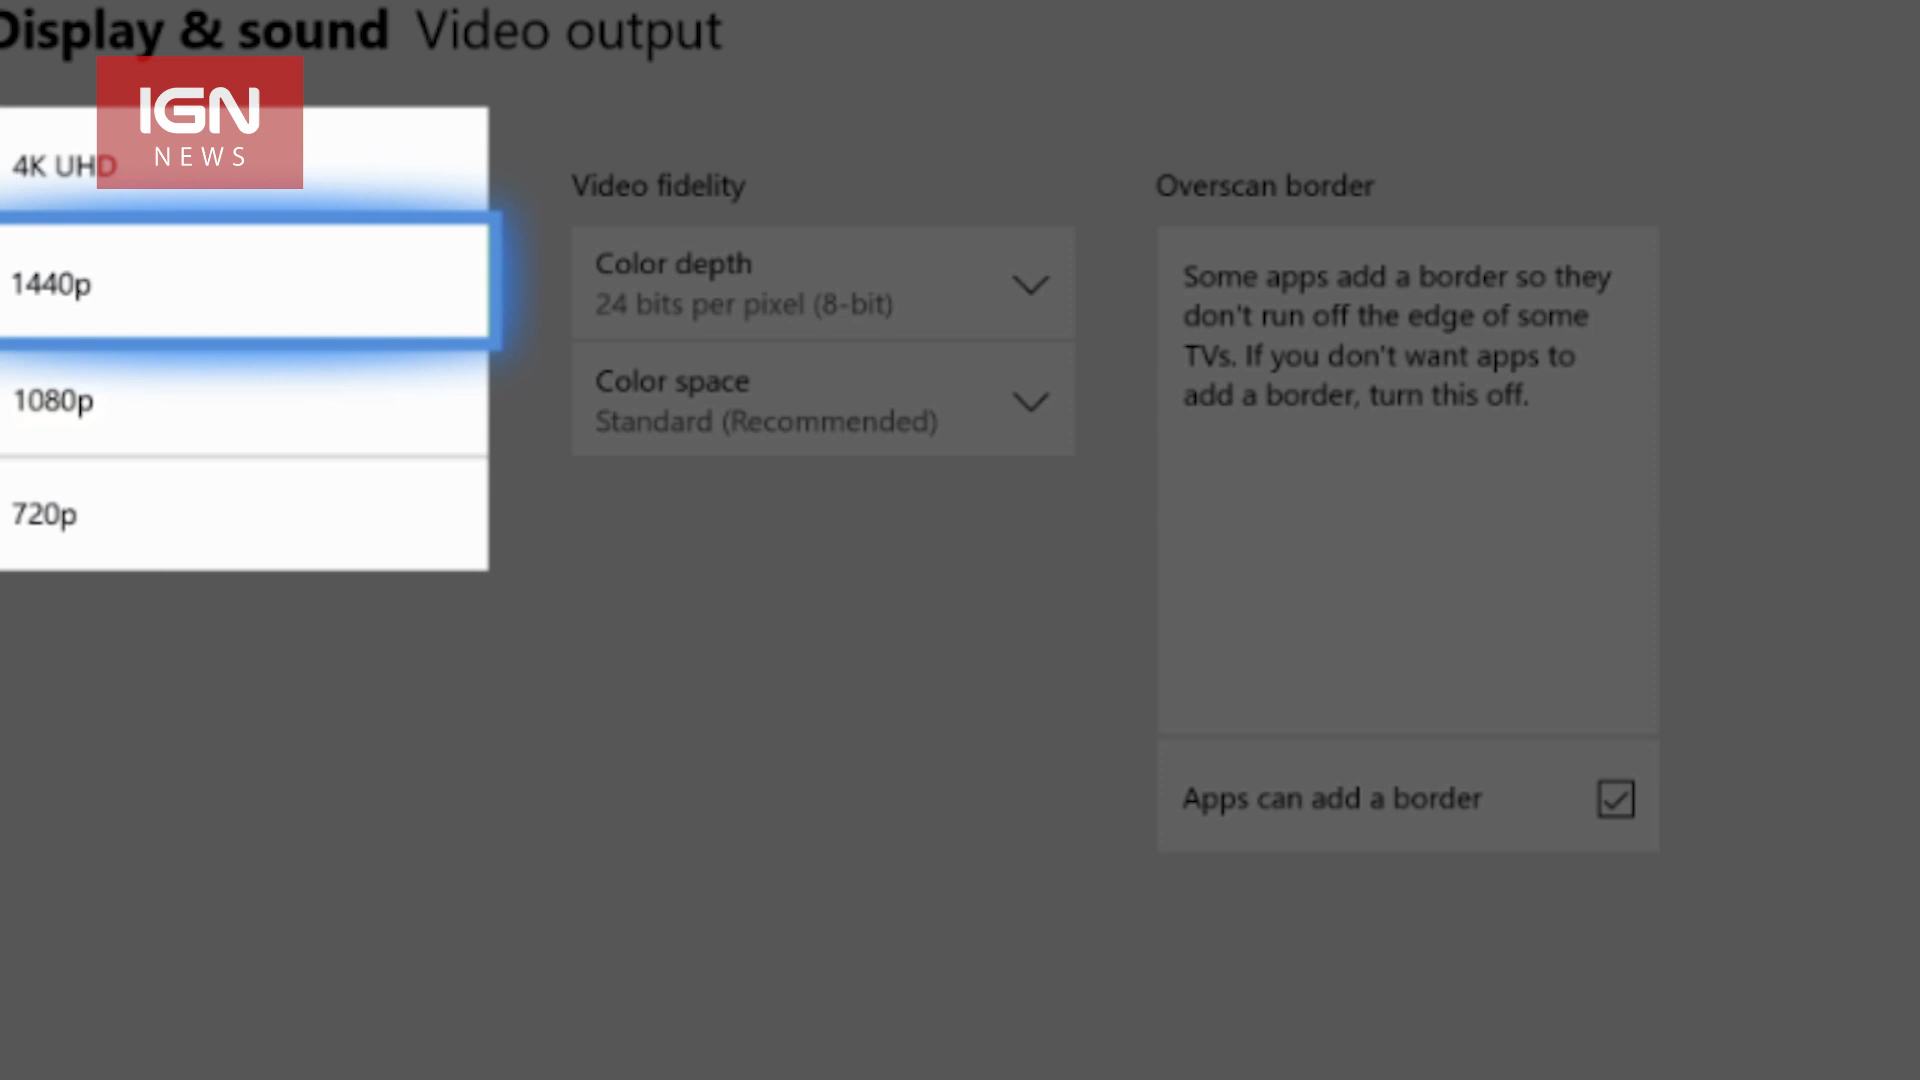 Display & sound Video output
IGN
NEWS
4K UHD
1440p
1080p
720p
Video fidelity
Color depth
24 bits per pixel (8-bit)
Color space
Standard (Recommended)
Overscan border
Some apps add a border so they
don't run off the edge of some
TVs. If you don't want apps to
add a border, turn this off.
Apps can add a border